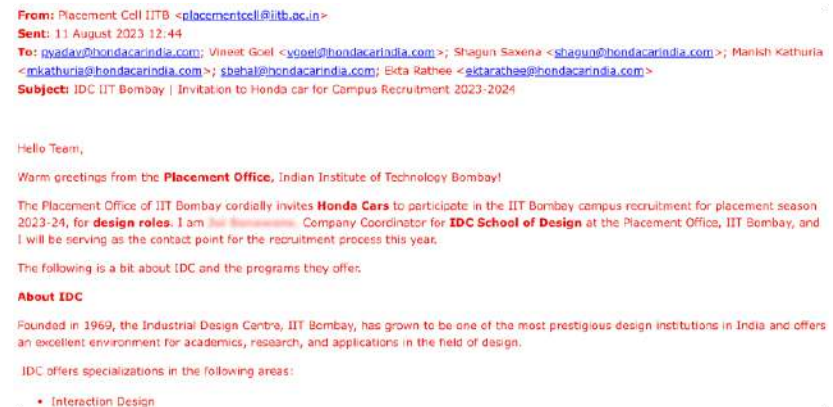 From: Placement Cell IITB <placementcell@iitb.ac.in>
Sent: 11 August 2023 12:44
To: pyadav@hondacarindia.com; Vineet Goel <vgoel@hondacarindia.com>; Shagun Saxena <shagun@hondacarindia.com>; Manish Kathuria
<mkathuria@hondacarindia.com>; sbehal@hondacarindia.com; Ekta Rathee <ektarathee@hondacarindia.com>
Subject: IDC IIT Bombay | Invitation to Honda car for Campus Recruitment 2023-2024
Hello Team,
Warm greetings from the Placement Office, Indian Institute of Technology Bombay!
The Placement Office of IIT Bombay cordially invites Honda Cars to participate in the IIT Bombay campus recruitment for placement season
2023-24, for design roles. I am Company Coordinator for IDC School of Design at the Placement Office, IIT Bombay, and
I will be serving as the contact point for the recruitment process this year.
The following is a bit about IDC and the programs they offer.
About IDC
Founded in 1969, the Industrial Design Centre, IIT Bombay, has grown to be one of the most prestigious design institutions in India and offers
an excellent environment for academics, research, and applications in the field of design.
IDC offers specializations in the following areas:
• Interaction Design